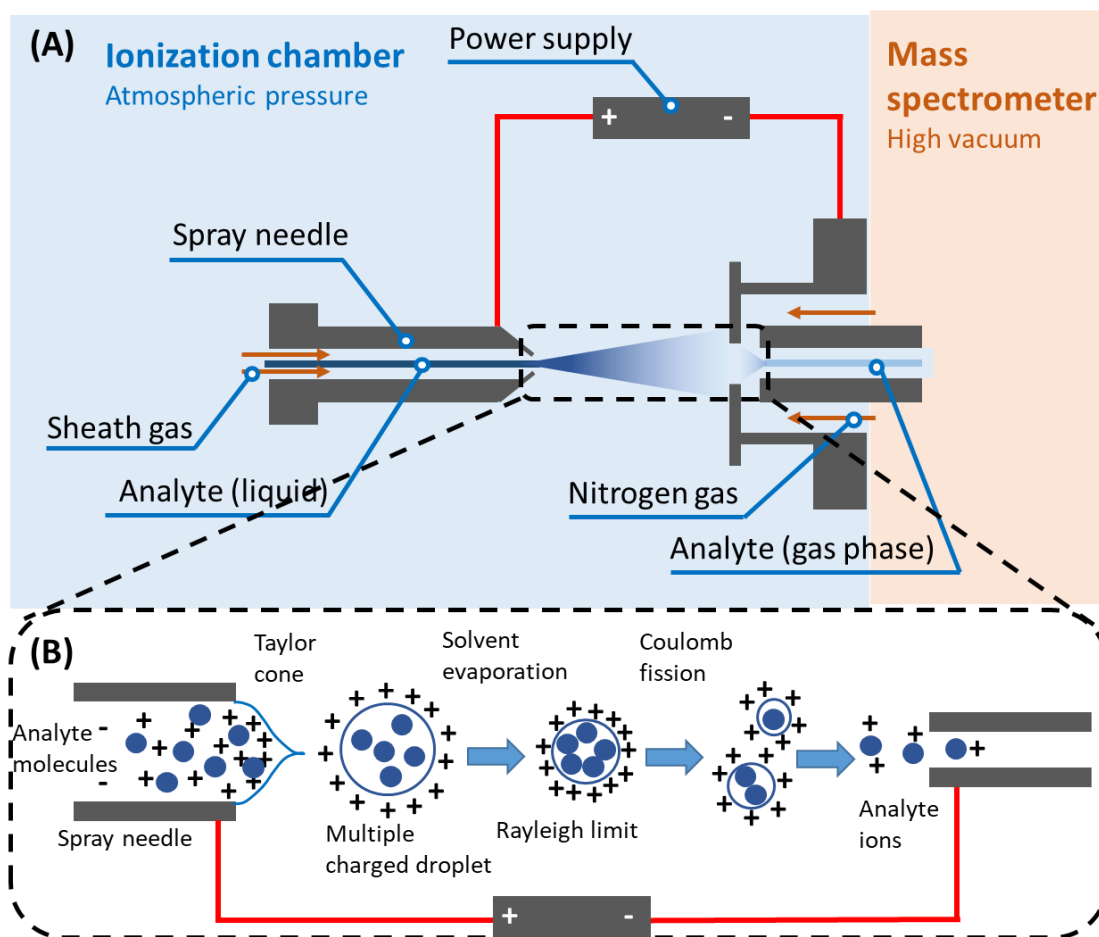 (A)
Ionization chamber
Atmospheric pressure
Power supply
+ -
Mass
spectrometer
High vacuum
Spray needle
Sheath gas
Analyte (liquid)
Nitrogen gas
Analyte (gas phase)
(B)
Taylor
cone
Solvent
evaporation
Coulomb
fission
Analyte
molecules
Spray needle
Multiple
charged droplet
Rayleigh limit
Analyte
ions
+ -